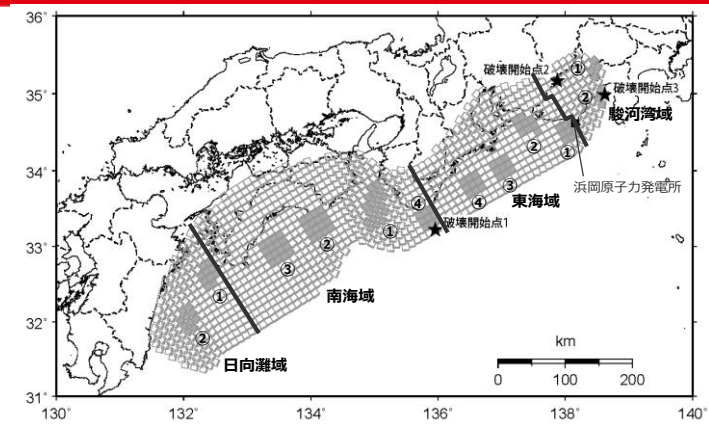 36°
35°
34°
33°
32°
31°
破壊開始点2
①
破壊開始点3
②
駿河湾域
②
①
浜岡原子力発電所
③
東海域
④
④
破壊開始点1
①
②
③
南海域
①
②
日向灘域
km
0 100 200
130° 132° 134° 136° 138° 140°